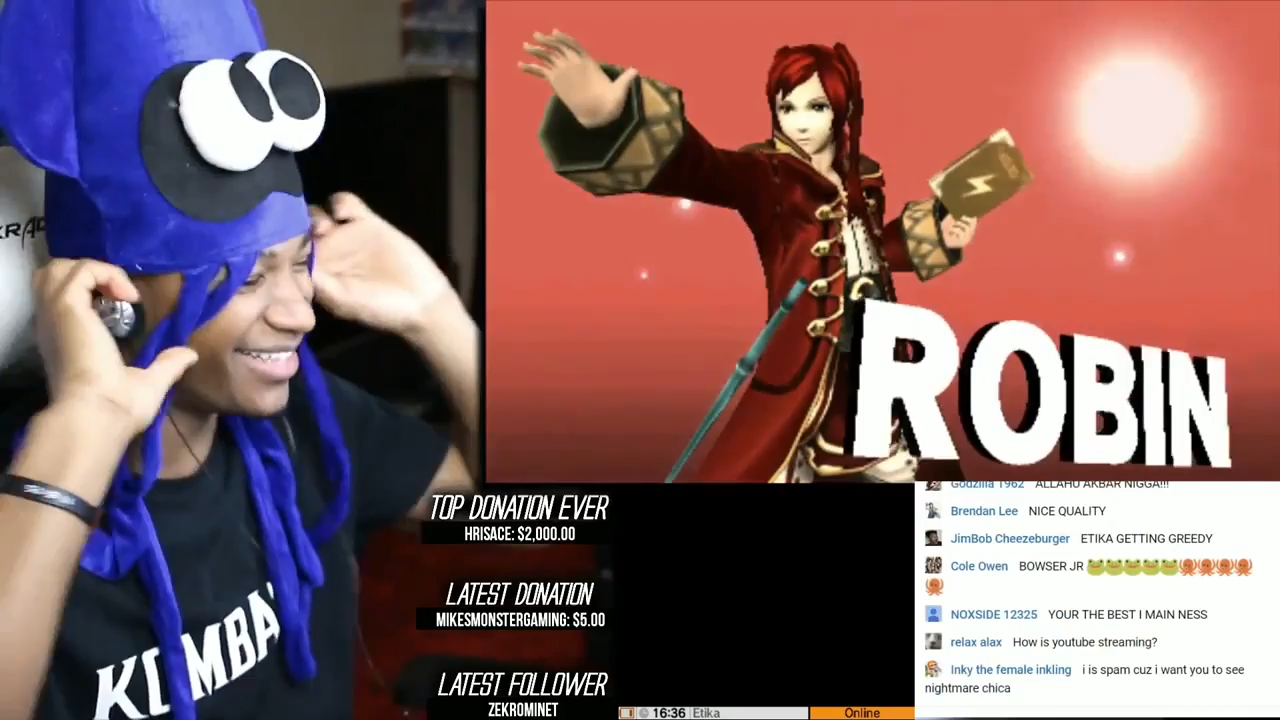 KRAC
ROBIN
KOMBAT
TOP DONATION EVER
HRISACE: $2,000.00
LATEST DONATION
MIKESMONSTERGAMING: $5.00
LATEST FOLLOWER
ZEKROMINET
16:36 Etika Online
Godzilla 1962 ALLAHU AKBAR NIGGA!!!
Brendan Lee NICE QUALITY
JimBob Cheezeburger ETIKA GETTING GREEDY
Cole Owen BOWSER JR 🐸🐸🐸🐸🐸🐙🐙🐙🐙
🐙
NOXSIDE 12325 YOUR THE BEST I MAIN NESS
relax alax How is youtube streaming?
Inky the female inkling i is spam cuz i want you to see
nightmare chica